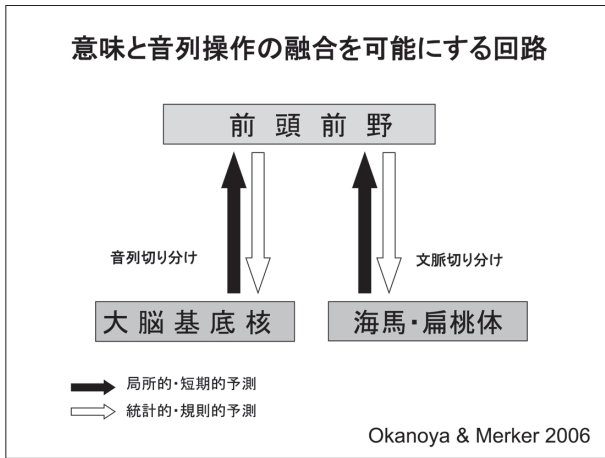 意味と音列操作の融合を可能にする回路
前頭前野
音列切り分け
文脈切り分け
大脳基底核
海馬・扁桃体
局所的・短期的予測
統計的・規則的予測
Okanoya & Merker 2006